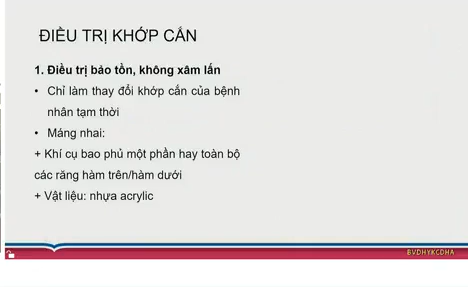 ĐIỀU TRỊ KHỚP CẮN
1. Điều trị bảo tồn, không xâm lấn
• Chỉ làm thay đổi khớp cắn của bệnh
nhân tạm thời
• Máng nhai:
+ Khí cụ bao phủ một phần hay toàn bộ
các răng hàm trên/hàm dưới
+ Vật liệu: nhựa acrylic
BVDHYKCDHA